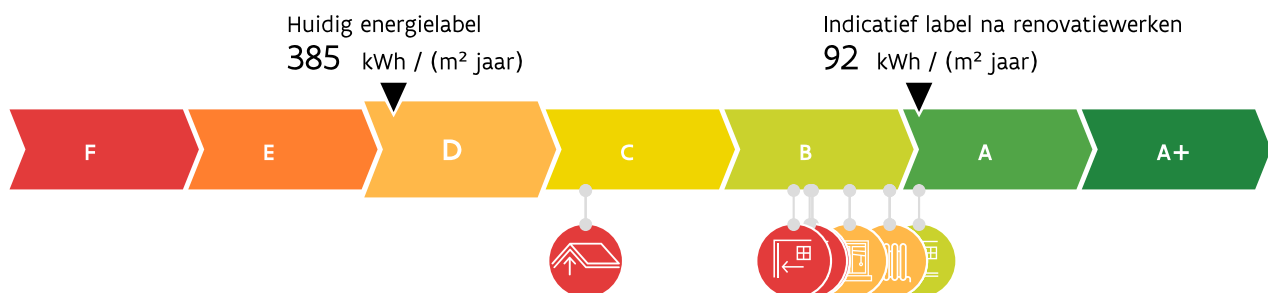 Huidig energielabel
385 kWh / (m² jaar)
Indicatief label na renovatiewerken
92 kWh / (m² jaar)
F E D C B A A+